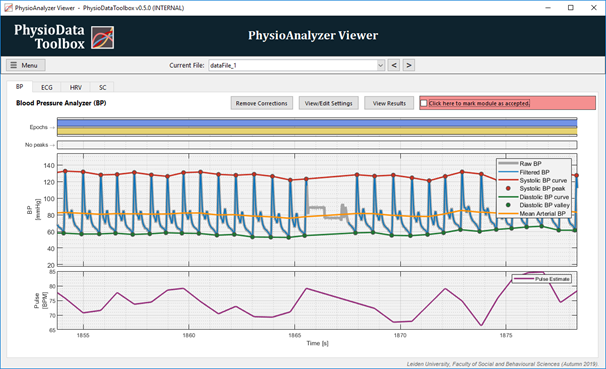 PhysioAnalyzer Viewer - PhysioDataToolbox v0.5.0 (INTERNAL)
PhysioData
Toolbox
PhysioAnalyzer Viewer
Menu
Current File: dataFile_1
< >
BP ECG HRV SC
Blood Pressure Analyzer (BP)
Remove Corrections
View/Edit Settings
View Results
Click here to mark module as accepted.
Epochs →
No peaks →
BP
[mmHg]
140
120
100
80
60
40
20
Raw BP
Filtered BP
Systolic BP curve
Systolic BP peak
Diastolic BP curve
Diastolic BP valley
Mean Arterial BP
Pulse
[BPM]
85
80
75
70
65
Pulse Estimate
1855 1860 1865 1870 1875
Time [s]
Leiden University, Faculty of Social and Behavioural Sciences (Autumn 2019).